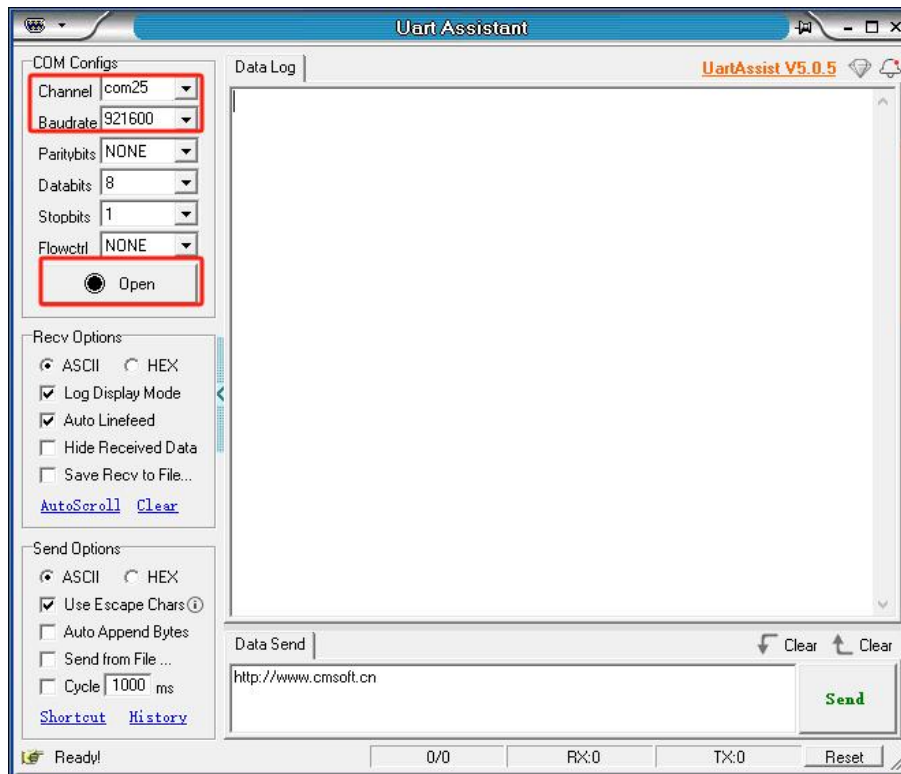 Uart Assistant
COM Configs
Channel com25
Baudrate 921600
Paritybits NONE
Databits 8
Stopbits 1
Flowctrl NONE
Open
Recv Options
ASCII HEX
Log Display Mode
Auto Linefeed
Hide Received Data
Save Recv to File...
AutoScroll Clear
Send Options
ASCII HEX
Use Escape Chars
Auto Append Bytes
Send from File ...
Cycle 1000 ms
Shortcut History
Data Log
UartAssist V5.0.5
Data Send
Clear Clear
http://www.cmsoft.cn
Send
Ready!
0/0
RX:0
TX:0
Reset